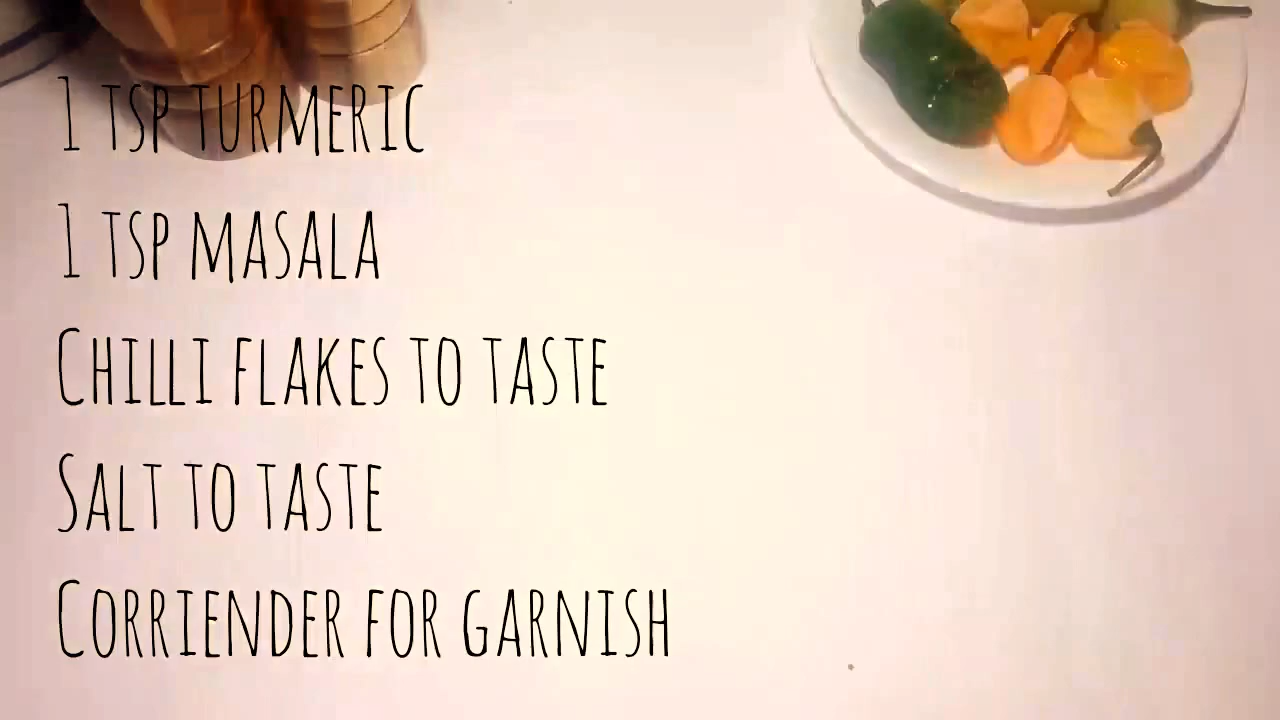 1 tsp turmeric
1 tsp masala
Chilli flakes to taste
Salt to taste
Corriender for garnish